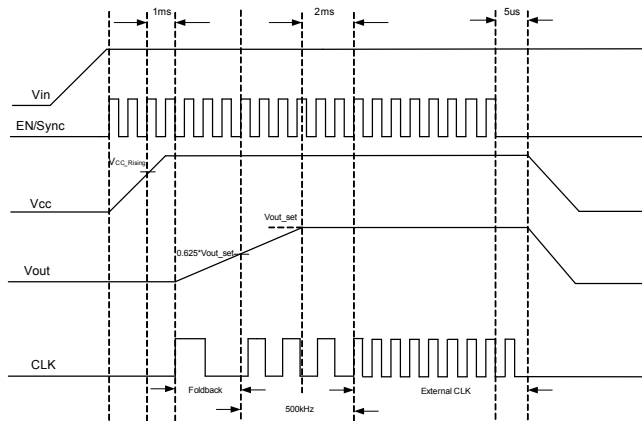 1ms
2ms
5us
Vin
EN/Sync
VCC_Rising
Vcc
Vout_set
0.625*Vout_set
Vout
CLK
Foldback
External CLK
500kHz